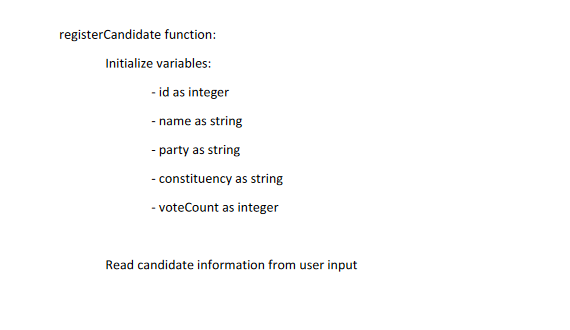 registerCandidate function:
Initialize variables:
- id as integer
- name as string
- party as string
- constituency as string
- voteCount as integer
Read candidate information from user input